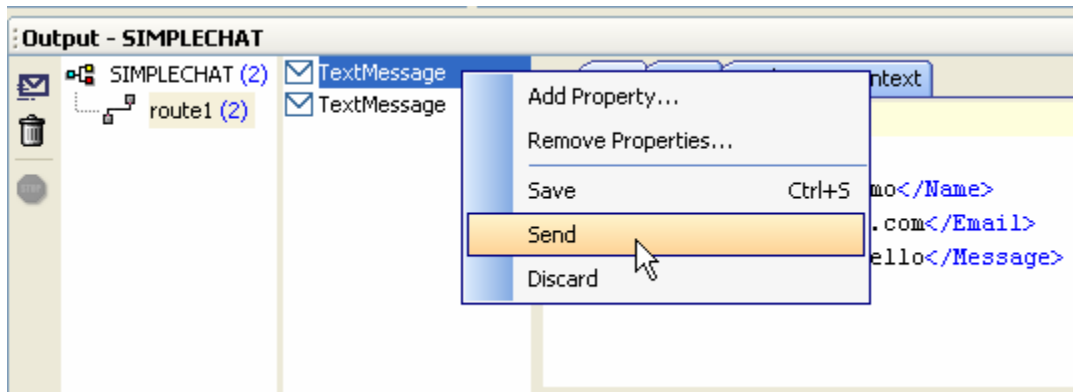 Output - SIMPLECHAT
SIMPLECHAT (2)
route1 (2)
TextMessage
TextMessage
Add Property...
Remove Properties...
Save Ctrl+S
Send
Discard
ntext
mo</Name>
.com</Email>
ello</Message>
STOP